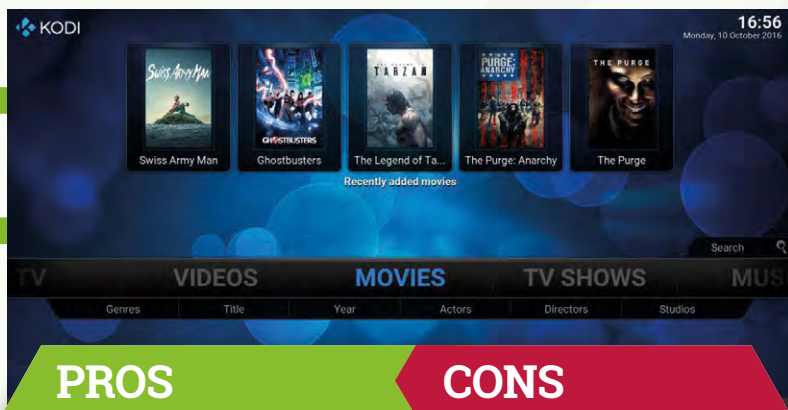 KODI
16:56
Monday, 10 October 2016
SWISS ARMY MAN
GHOSTBUSTERS
TARZAN
THE PURGE: ANARCHY
THE PURGE
Swiss Army Man
Ghostbusters
The Legend of Ta...
The Purge: Anarchy
The Purge
Recently added movies
Search
TV
VIDEOS
MOVIES
TV SHOWS
MUS
Genres
Title
Year
Actors
Directors
Studios
PROS
CONS